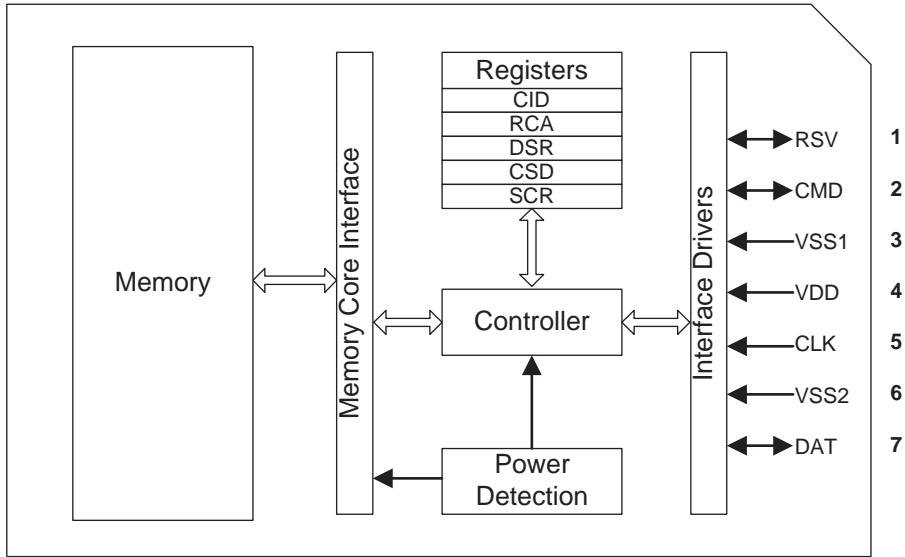 Memory
Memory Core Interface
Registers
CID
RCA
DSR
CSD
SCR
Controller
Power
Detection
Interface Drivers
RSV 1
CMD 2
VSS1 3
VDD 4
CLK 5
VSS2 6
DAT 7